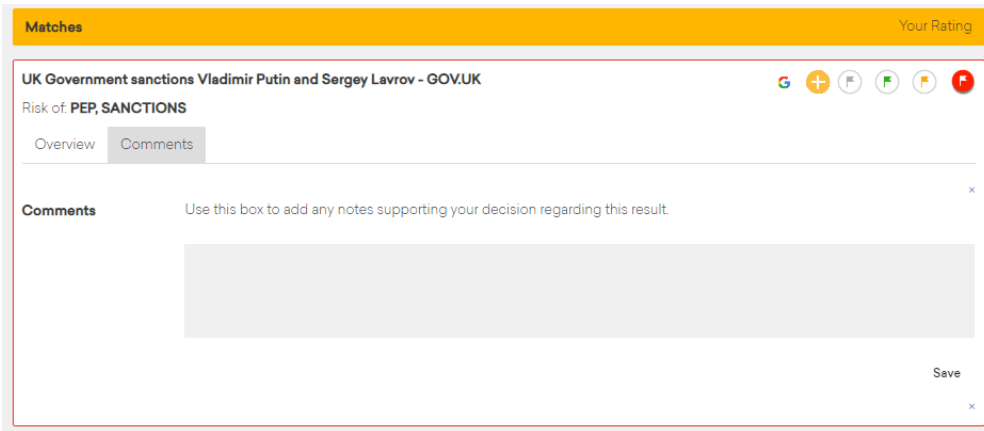 Matches
Your Rating
UK Government sanctions Vladimir Putin and Sergey Lavrov - GOV.UK
Risk of: PEP, SANCTIONS
Overview
Comments
Comments
Use this box to add any notes supporting your decision regarding this result.
Save